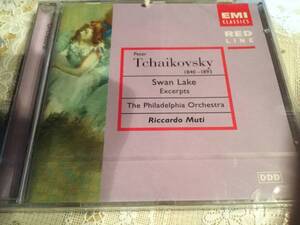 EMI
CLASSICS
RED
LINE
Peter
Tchaikovsky
1840-1893
Swan Lake
Excerpts
The Philadelphia Orchestra
Riccardo Muti
DDD